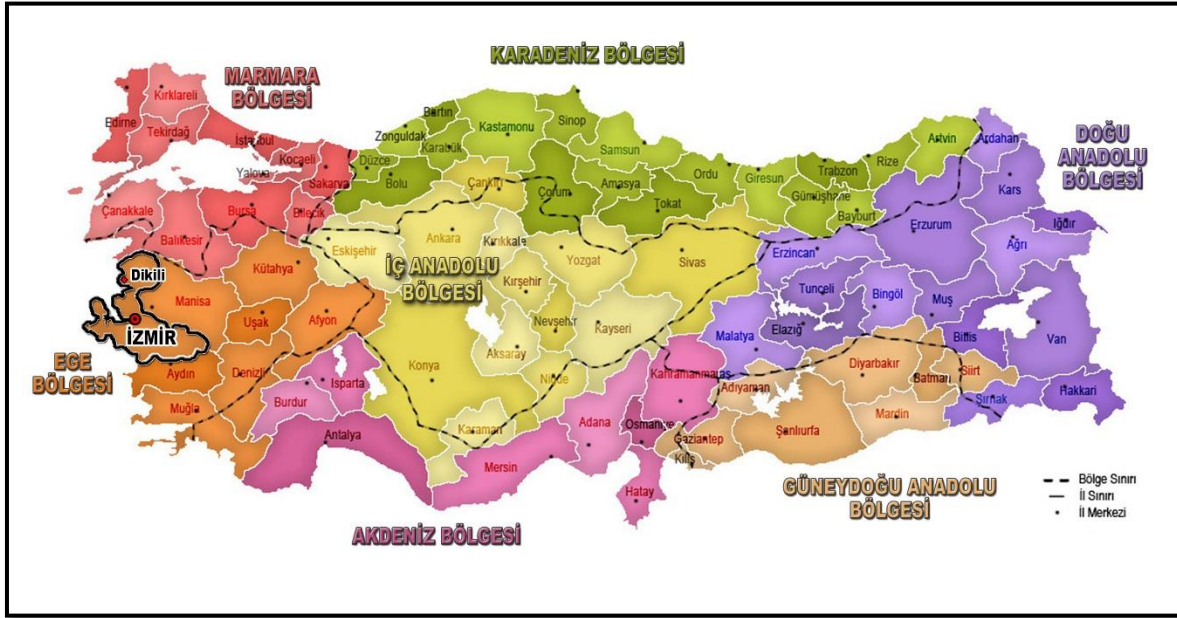 KARADENİZ BÖLGESİ
MARMARA
BÖLGESİ
Kırklareli
Edirne
Tekirdağ
İstanbul
Kocaeli
Yalova
Sakarya
Çanakkale
Bursa
Bilecik
Balıkesir
Bartın
Zonguldak
Kastamonu
Sinop
Karabük
Düzce
Bolu
Samsun
Çorum
Amasya
Tokat
Ordu
Giresun
Gümüşhane
Trabzon
Bayburt
Rize
Artvin
DOĞU
ANADOLU
BÖLGESİ
Ardahan
Kars
Iğdır
Ağrı
Erzurum
Erzincan
Tunceli
Bingöl
Muş
Elazığ
Malatya
Bitlis
Van
Hakkari
Şırnak
İÇ ANADOLU
BÖLGESİ
Çankırı
Ankara
Eskişehir
Kırıkkale
Yozgat
Sivas
Kırşehir
Nevşehir
Kayseri
Aksaray
Konya
Niğde
Karaman
EGE
BÖLGESİ
Dikili
İZMİR
Manisa
Kütahya
Uşak
Afyon
Aydın
Denizli
Muğla
AKDENİZ BÖLGESİ
Burdur
Isparta
Antalya
Mersin
Adana
Osmaniye
Kahramanmaraş
Hatay
GÜNEYDOĞU ANADOLU
BÖLGESİ
Adıyaman
Gaziantep
Kilis
Şanlıurfa
Diyarbakır
Mardin
Batman
Siirt
Bölge Sınırı
İl Sınırı
İl Merkezi